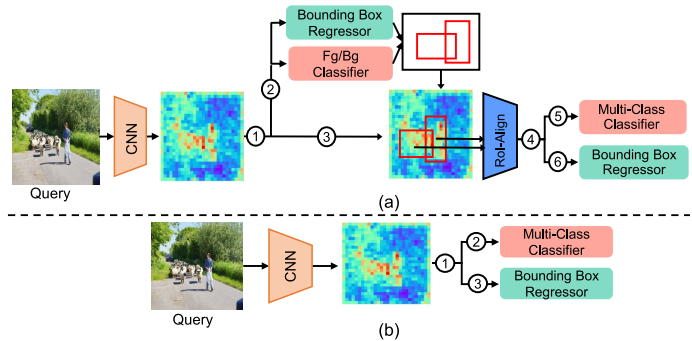 Bounding Box
Regressor
Fg/Bg
Classifier
2
CNN
1
3
RoI-Align
4
5
Multi-Class
Classifier
6
Bounding Box
Regressor
Query
(a)
CNN
1
2
Multi-Class
Classifier
3
Bounding Box
Regressor
Query
(b)